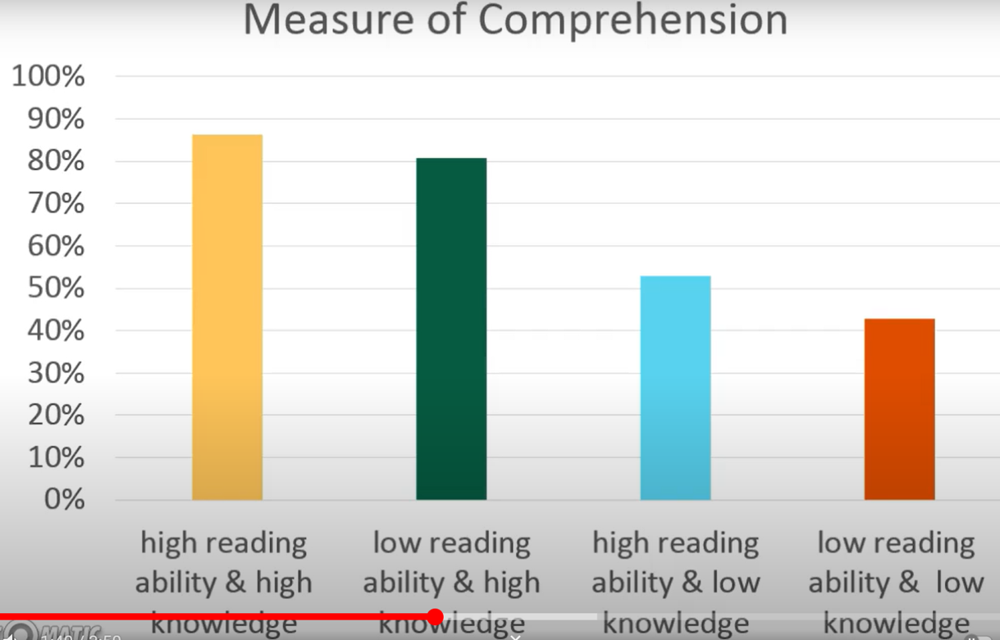 Measure of Comprehension
100%
90%
80%
70%
60%
50%
40%
30%
20%
10%
0%
high reading
ability & high
knowledge
low reading
ability & high
knowledge
high reading
ability & low
knowledge
low reading
ability & low
knowledge